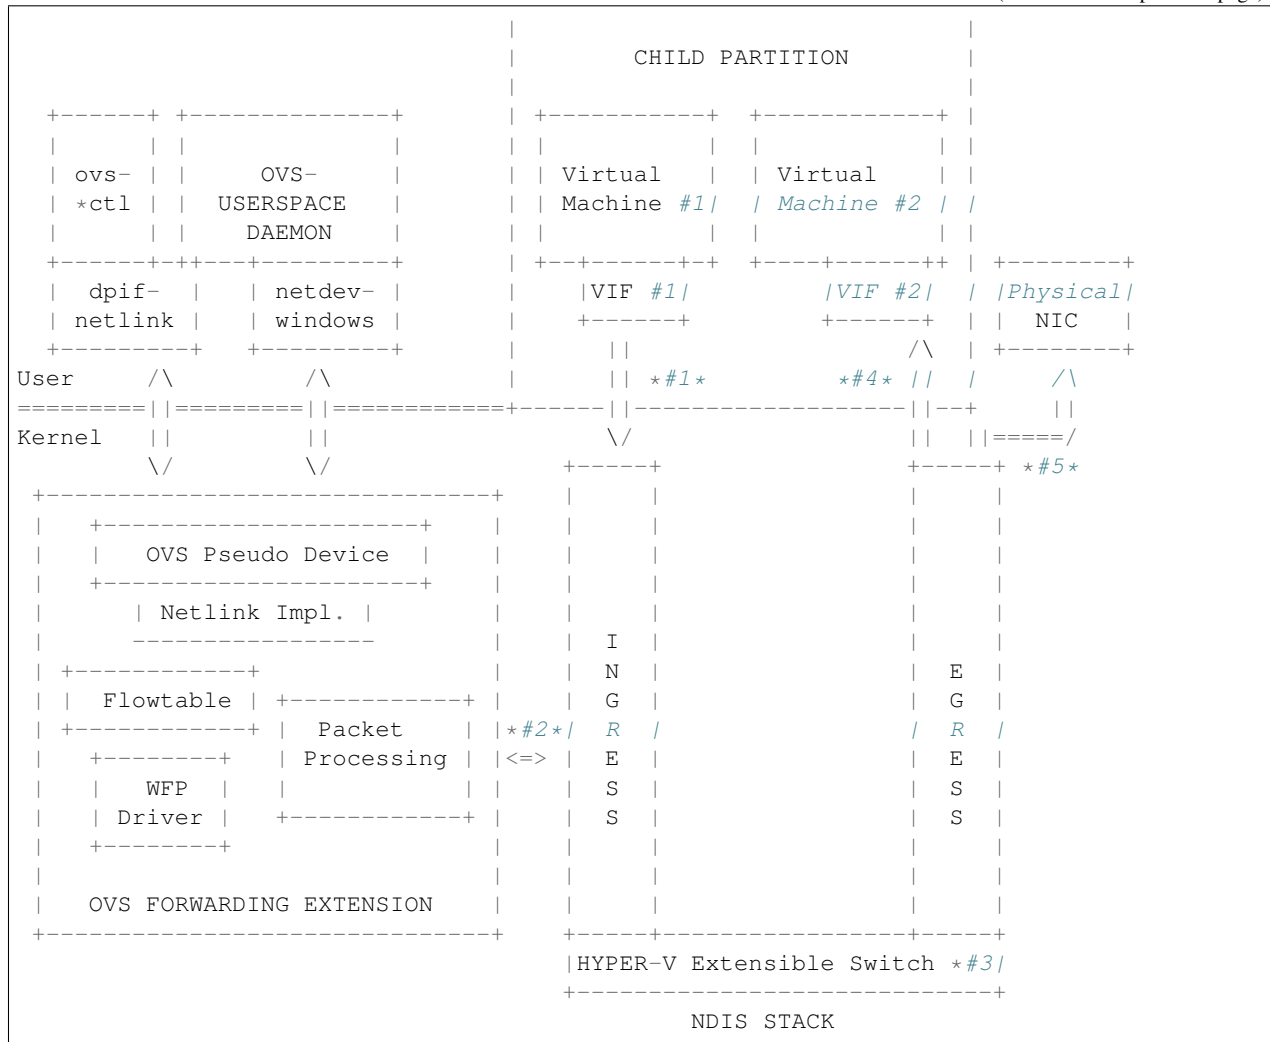 CHILD PARTITION
ovs- OVS- Virtual Virtual
*ctl USERSPACE Machine #1 Machine #2
DAEMON
dpif- netdev- VIF #1 VIF #2 Physical
netlink windows NIC
User *#1* *#4*
Kernel
*#5*
OVS Pseudo Device
Netlink Impl.
I
N E
Flowtable G G
Packet *#2* R R
Processing <=> E E
WFP S S
Driver S S
OVS FORWARDING EXTENSION
HYPER-V Extensible Switch *#3
NDIS STACK